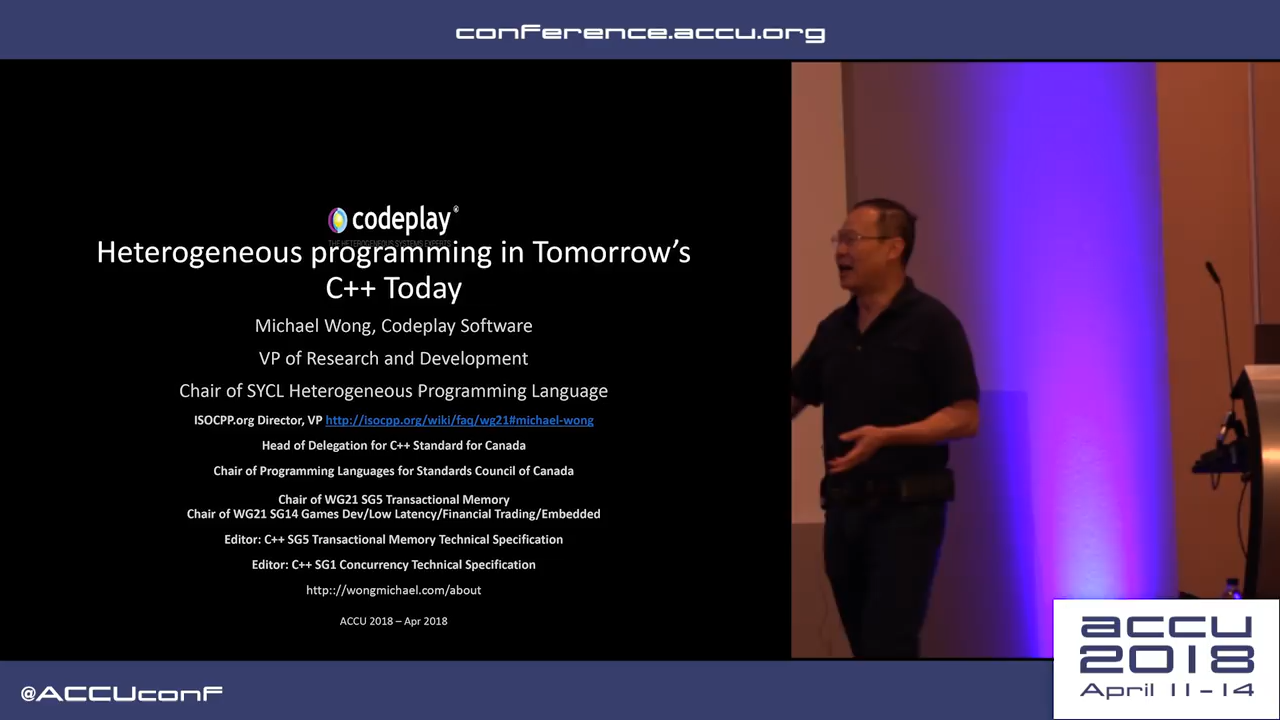 conference.accu.org
codeplay®
THE HETEROGENEOUS SYSTEMS EXPERTS
Heterogeneous programming in Tomorrow's
C++ Today
Michael Wong, Codeplay Software
VP of Research and Development
Chair of SYCL Heterogeneous Programming Language
ISOCPP.org Director, VP http://isocpp.org/wiki/faq/wg21#michael-wong
Head of Delegation for C++ Standard for Canada
Chair of Programming Languages for Standards Council of Canada
Chair of WG21 SG5 Transactional Memory
Chair of WG21 SG14 Games Dev/Low Latency/Financial Trading/Embedded
Editor: C++ SG5 Transactional Memory Technical Specification
Editor: C++ SG1 Concurrency Technical Specification
http:://wongmichael.com/about
ACCU 2018 – Apr 2018
accu
2018
April 11-14
@ACCUconf